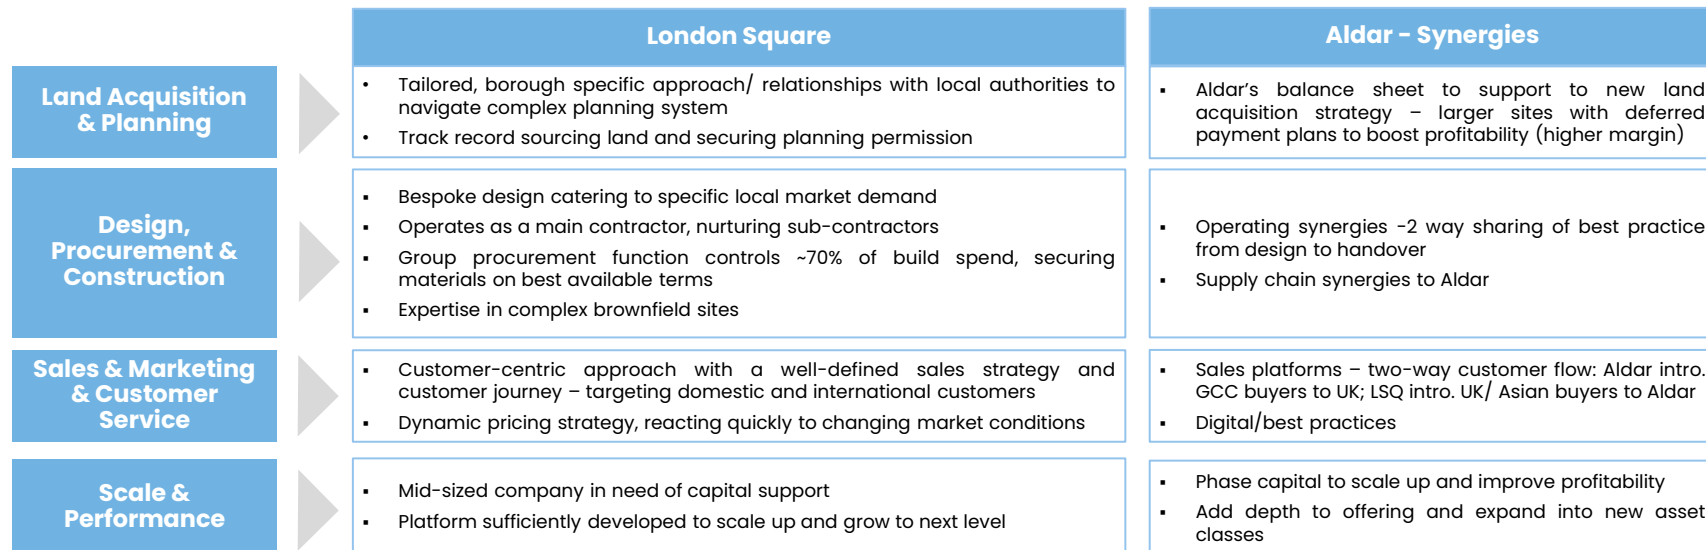 London Square
Aldar - Synergies
Land Acquisition
& Planning
• Tailored, borough specific approach/ relationships with local authorities to
navigate complex planning system
• Track record sourcing land and securing planning permission
▪ Aldar's balance sheet to support to new land
acquisition strategy – larger sites with deferred
payment plans to boost profitability (higher margin)
Design,
Procurement &
Construction
▪ Bespoke design catering to specific local market demand
▪ Operates as a main contractor, nurturing sub-contractors
▪ Group procurement function controls ~70% of build spend, securing
materials on best available terms
▪ Expertise in complex brownfield sites
▪ Operating synergies -2 way sharing of best practice
from design to handover
▪ Supply chain synergies to Aldar
Sales & Marketing
& Customer
Service
▪ Customer-centric approach with a well-defined sales strategy and
customer journey – targeting domestic and international customers
▪ Dynamic pricing strategy, reacting quickly to changing market conditions
▪ Sales platforms – two-way customer flow: Aldar intro.
GCC buyers to UK; LSQ intro. UK/ Asian buyers to Aldar
▪ Digital/best practices
Scale &
Performance
▪ Mid-sized company in need of capital support
▪ Platform sufficiently developed to scale up and grow to next level
▪ Phase capital to scale up and improve profitability
▪ Add depth to offering and expand into new asset
classes